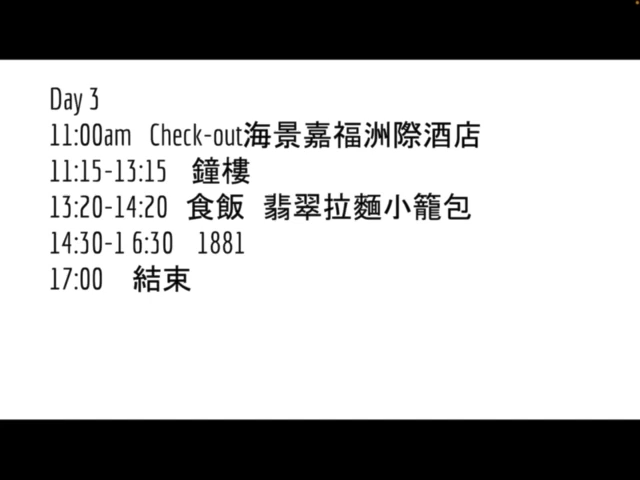 Day 3
11:00am Check-out海景嘉福洲際酒店
11:15-13:15 鐘樓
13:20-14:20 食飯 翡翠拉麵小籠包
14:30-1 6:30 1881
17:00 結束